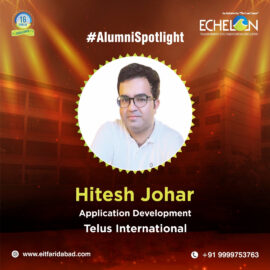 ECHELON
#AlumniSpotlight
Hitesh Johar
Application Development
Telus International
www.eitfaridabad.com
+91 9999753763